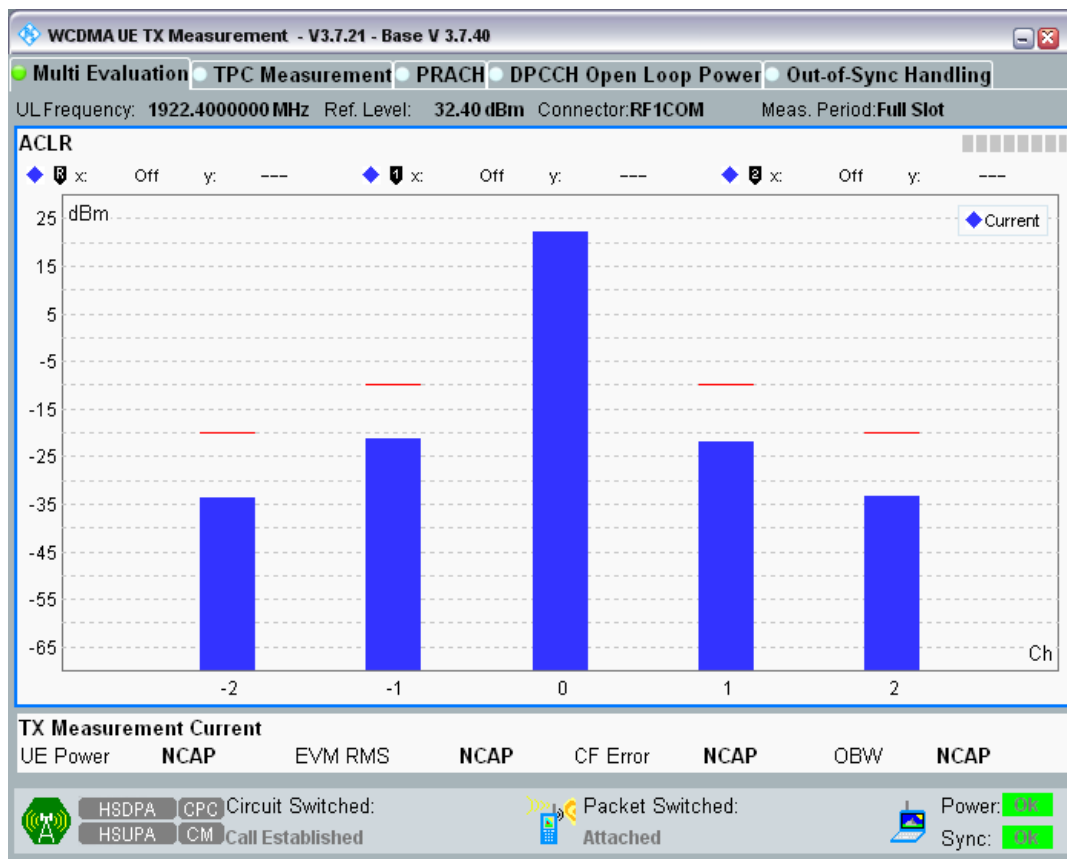 WCDMA UE TX Measurement - V3.7.21 - Base V 3.7.40
Multi Evaluation TPC Measurement PRACH DPCCH Open Loop Power Out-of-Sync Handling
UL Frequency: 1922.4000000 MHz Ref. Level: 32.40 dBm Connector:RF1COM Meas. Period:Full Slot
ACLR
R x: Off y: --- 1 x: Off y: --- 2 x: Off y: ---
dBm
Current
25
15
5
-5
-15
-25
-35
-45
-55
-65
Ch
-2 -1 0 1 2
TX Measurement Current
UE Power NCAP EVM RMS NCAP CF Error NCAP OBW NCAP
HSDPA CPC Circuit Switched: Packet Switched: Power: Ok
HSUPA CM Call Established Attached Sync: Ok